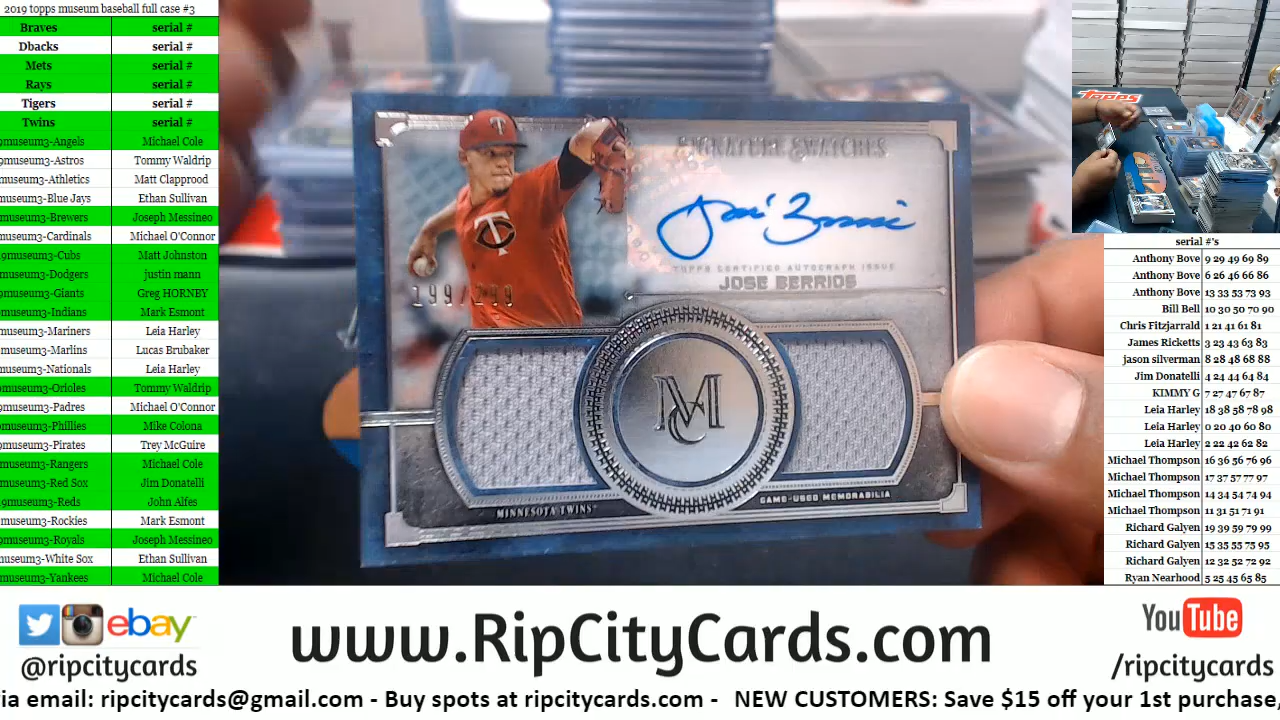 2019 topps museum baseball full case #3
Braves serial #
Dbacks serial #
Mets serial #
Rays serial #
Tigers serial #
Twins serial #
9museum3-Angels Michael Cole
museum3-Astros Tommy Waldrip
museum3-Athletics Matt Clapprood
museum3-Blue Jays Ethan Sullivan
museum3-Brewers Joseph Messineo
museum3-Cardinals Michael O'Connor
museum3-Cubs Matt Johnston
museum3-Dodgers justin mann
museum3-Giants Greg HORNBY
museum3-Indians Mark Esmont
museum3-Mariners Leia Harley
museum3-Marlins Lucas Brubaker
museum3-Nationals Leia Harley
museum3-Orioles Tommy Waldrip
museum3-Padres Michael O'Connor
museum3-Phillies Mike Colona
museum3-Pirates Trey McGuire
museum3-Rangers Michael Cole
museum3-Red Sox Jim Donatelli
9museum3-Reds John Alfes
museum3-Rockies Mark Esmont
museum3-Royals Joseph Messineo
museum3-White Sox Ethan Sullivan
museum3-Yankees Michael Cole
SIGNATURE SWATCHES
T
TOPPS CERTIFIED AUTOGRAPH ISSUE
JOSE BERRIOS
199/299
MC
MINNESOTA TWINS
GAME-USED MEMORABILIA
Topps
serial #'s
Anthony Bove 9 29 49 69 89
Anthony Bove 6 26 46 66 86
Anthony Bove 13 33 53 73 93
Bill Bell 10 30 50 70 90
Chris Fitzjarrald 1 21 41 61 81
James Ricketts 3 23 43 63 83
jason silverman 8 28 48 68 88
Jim Donatelli 4 24 44 64 84
KIMMY G 7 27 47 67 87
Leia Harley 18 38 58 78 98
Leia Harley 0 20 40 60 80
Leia Harley 2 22 42 62 82
Michael Thompson 16 36 56 76 96
Michael Thompson 17 37 57 77 97
Michael Thompson 14 34 54 74 94
Michael Thompson 11 31 51 71 91
Richard Galyen 19 39 59 79 99
Richard Galyen 15 35 55 75 95
Richard Galyen 12 32 52 72 92
Ryan Nearhood 5 25 45 65 85
ebay
@ripcitycards
www.RipCityCards.com
YouTube
/ripcitycards
ia email: ripcitycards@gmail.com - Buy spots at ripcitycards.com - NEW CUSTOMERS: Save $15 off your 1st purchase,